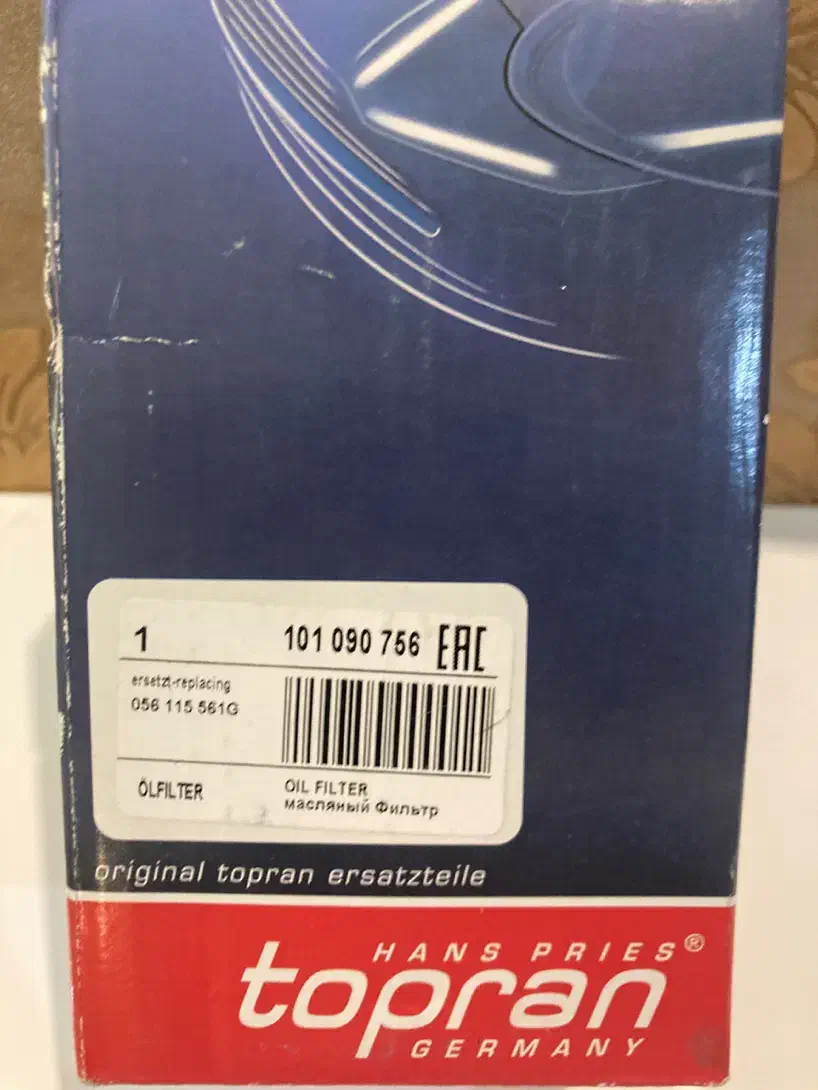 1 101 090 756 EAC
ersetzt-replacing
056 115 561G
ÖLFILTER
OIL FILTER
масляный Фильтр
original topran ersatzteile
HANS PRIES®
topran
GERMANY